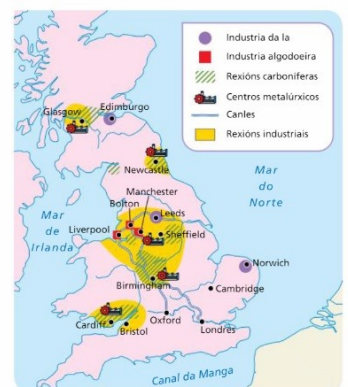 Industria da la
Industria algodoeira
Rexións carboníferas
Centros metalúrxicos
Canles
Rexións industriais
Glasgow
Edimburgo
Newcastle
Mar
do
Norte
Manchester
Bolton
Leeds
Mar
de
Irlanda
Liverpool
Sheffield
Norwich
Birmingham
Cambridge
Cardiff
Bristol
Oxford
Londres
Canal da Manga